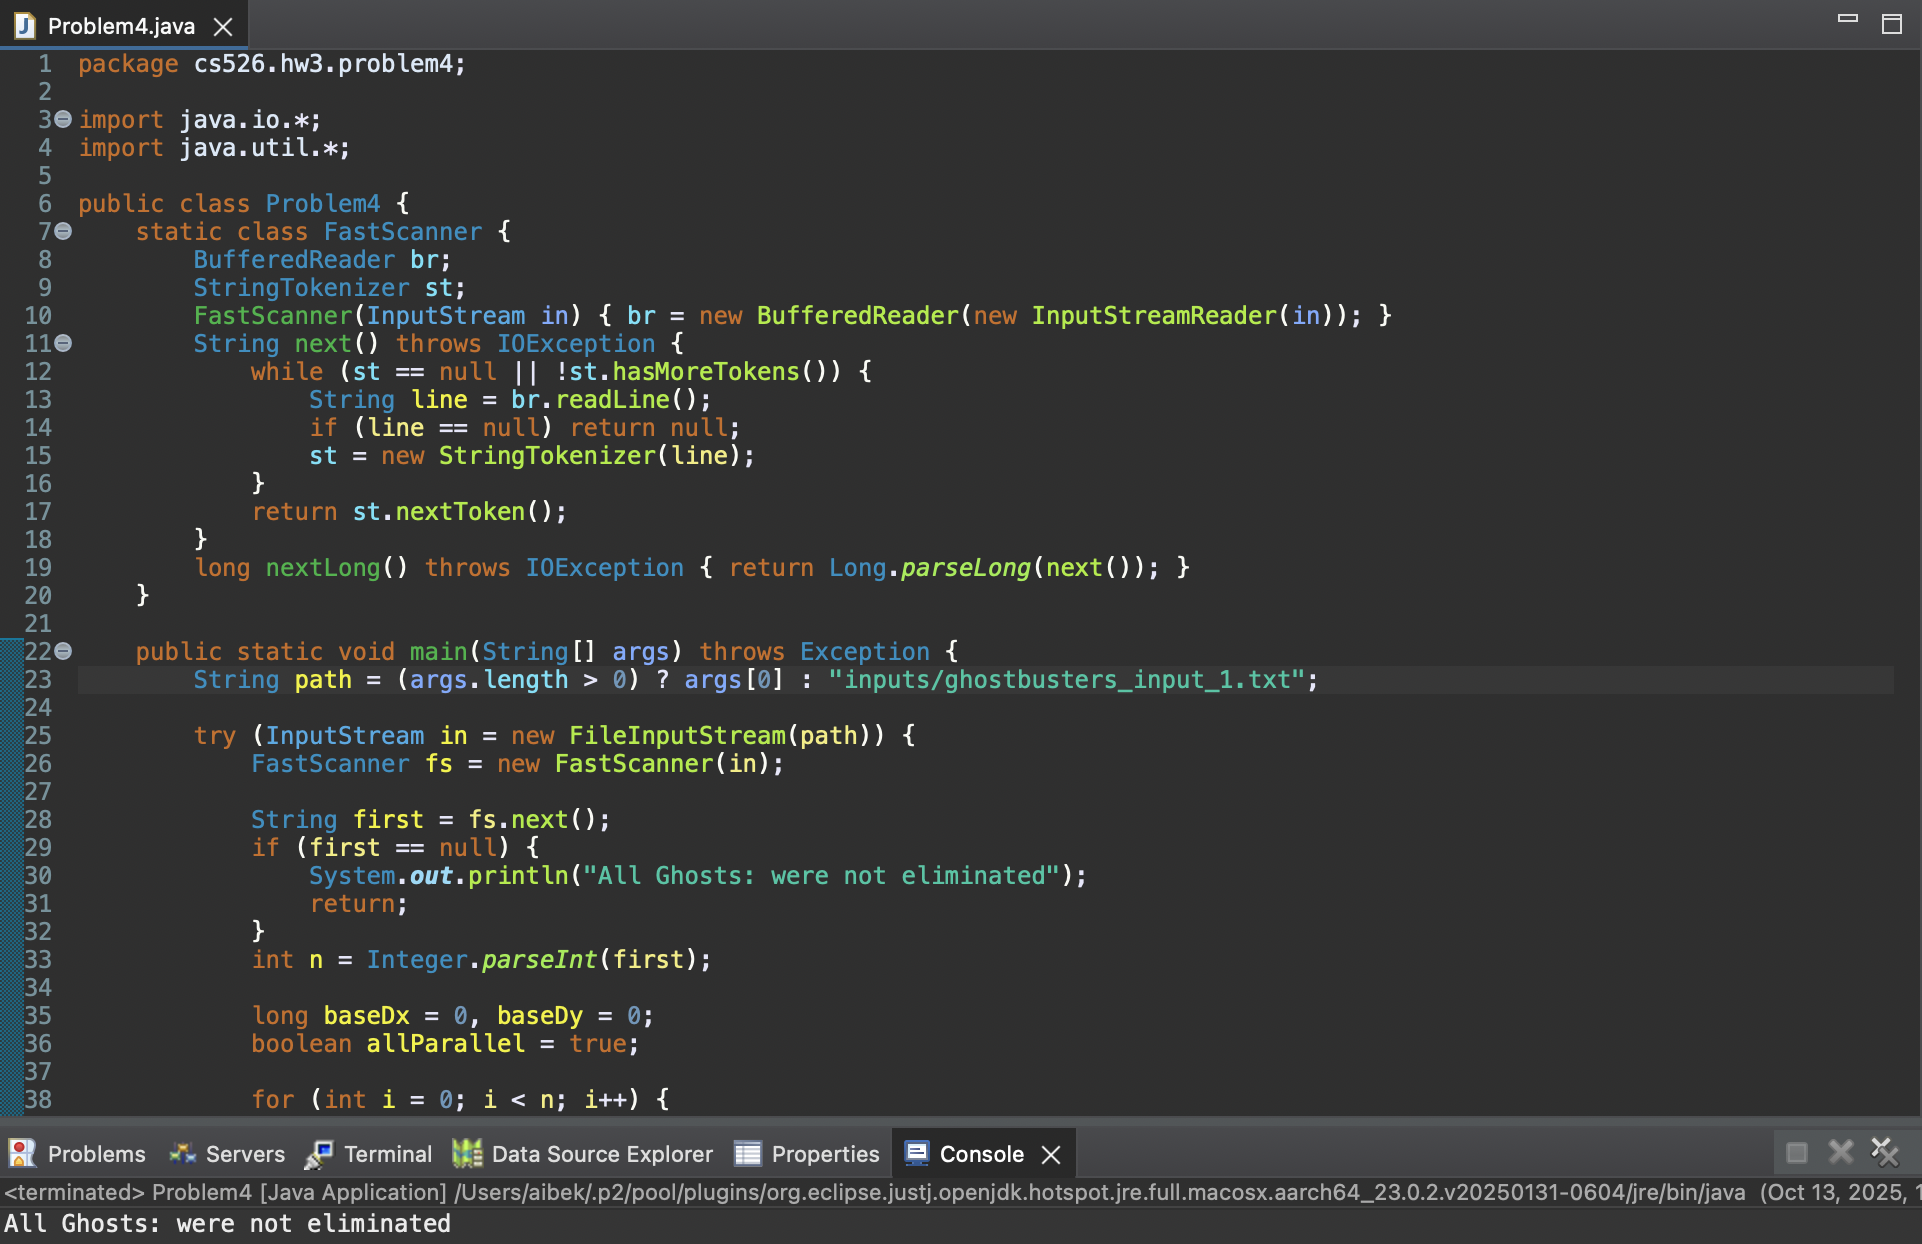 Problem4.java
1 package cs526.hw3.problem4;
2
3 import java.io.*;
4 import java.util.*;
5
6 public class Problem4 {
7     static class FastScanner {
8         BufferedReader br;
9         StringTokenizer st;
10         FastScanner(InputStream in) { br = new BufferedReader(new InputStreamReader(in)); }
11         String next() throws IOException {
12             while (st == null || !st.hasMoreTokens()) {
13                 String line = br.readLine();
14                 if (line == null) return null;
15                 st = new StringTokenizer(line);
16             }
17             return st.nextToken();
18         }
19         long nextLong() throws IOException { return Long.parseLong(next()); }
20     }
21
22     public static void main(String[] args) throws Exception {
23         String path = (args.length > 0) ? args[0] : "inputs/ghostbusters_input_1.txt";
24
25         try (InputStream in = new FileInputStream(path)) {
26             FastScanner fs = new FastScanner(in);
27
28             String first = fs.next();
29             if (first == null) {
30                 System.out.println("All Ghosts: were not eliminated");
31                 return;
32             }
33             int n = Integer.parseInt(first);
34
35             long baseDx = 0, baseDy = 0;
36             boolean allParallel = true;
37
38             for (int i = 0; i < n; i++) {
Problems Servers Terminal Data Source Explorer Properties Console
<terminated> Problem4 [Java Application] /Users/aibek/.p2/pool/plugins/org.eclipse.justj.openjdk.hotspot.jre.full.macosx.aarch64_23.0.2.v20250131-0604/jre/bin/java (Oct 13, 2025, 1
All Ghosts: were not eliminated